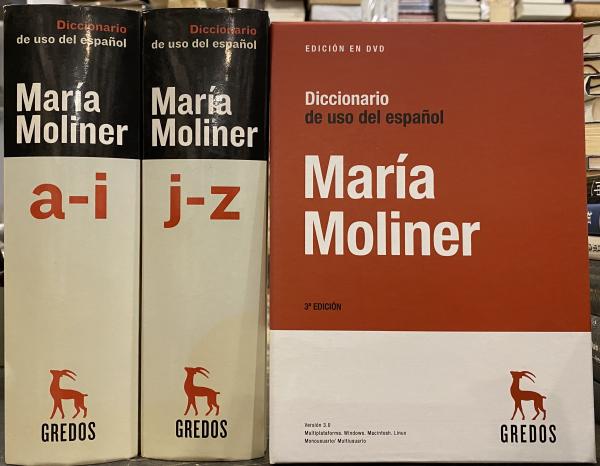 Diccionario
de uso del español
María
Moliner
a-i
GREDOS
Diccionario
de uso del español
María
Moliner
j-z
GREDOS
EDICIÓN EN DVD
Diccionario
de uso del español
María
Moliner
3ª EDICIÓN
Versión 3.0
Multiplataforma. Windows, Macintosh, Linux
Monousuario/ Multiusuario
GREDOS